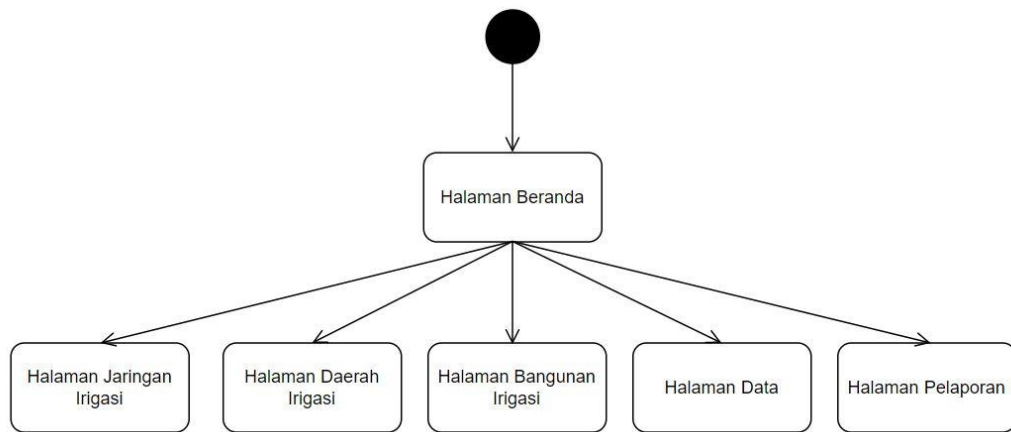 Halaman Beranda
Halaman Jaringan
Irigasi
Halaman Daerah
Irigasi
Halaman Bangunan
Irigasi
Halaman Data
Halaman Pelaporan